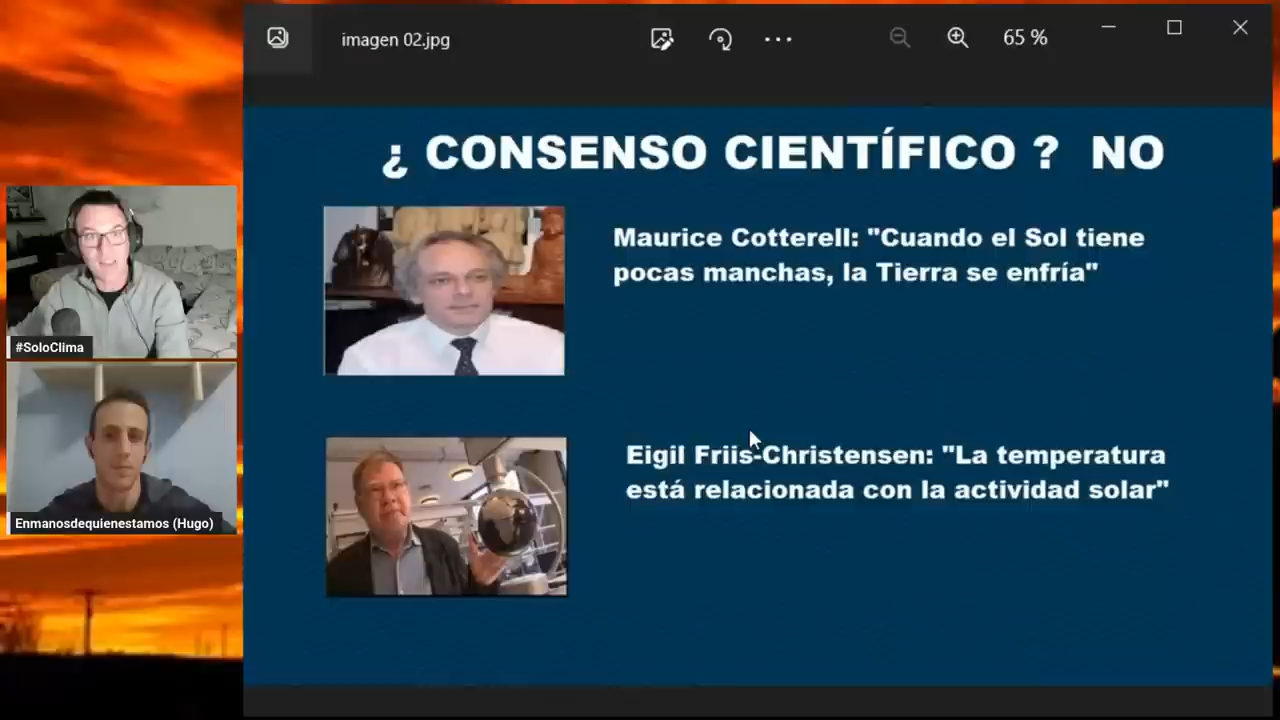 imagen 02.jpg
65 %
¿ CONSENSO CIENTÍFICO ? NO
Maurice Cotterell: "Cuando el Sol tiene
pocas manchas, la Tierra se enfría"
Eigil Friis-Christensen: "La temperatura
está relacionada con la actividad solar"
#SoloClima
Enmanosdequienestamos (Hugo)